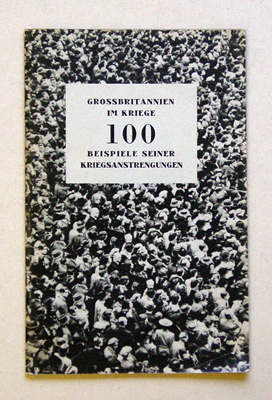 GROSSBRITANNIEN
IM KRIEGE
100
BEISPIELE SEINER
KRIEGSANSTRENGUNGEN